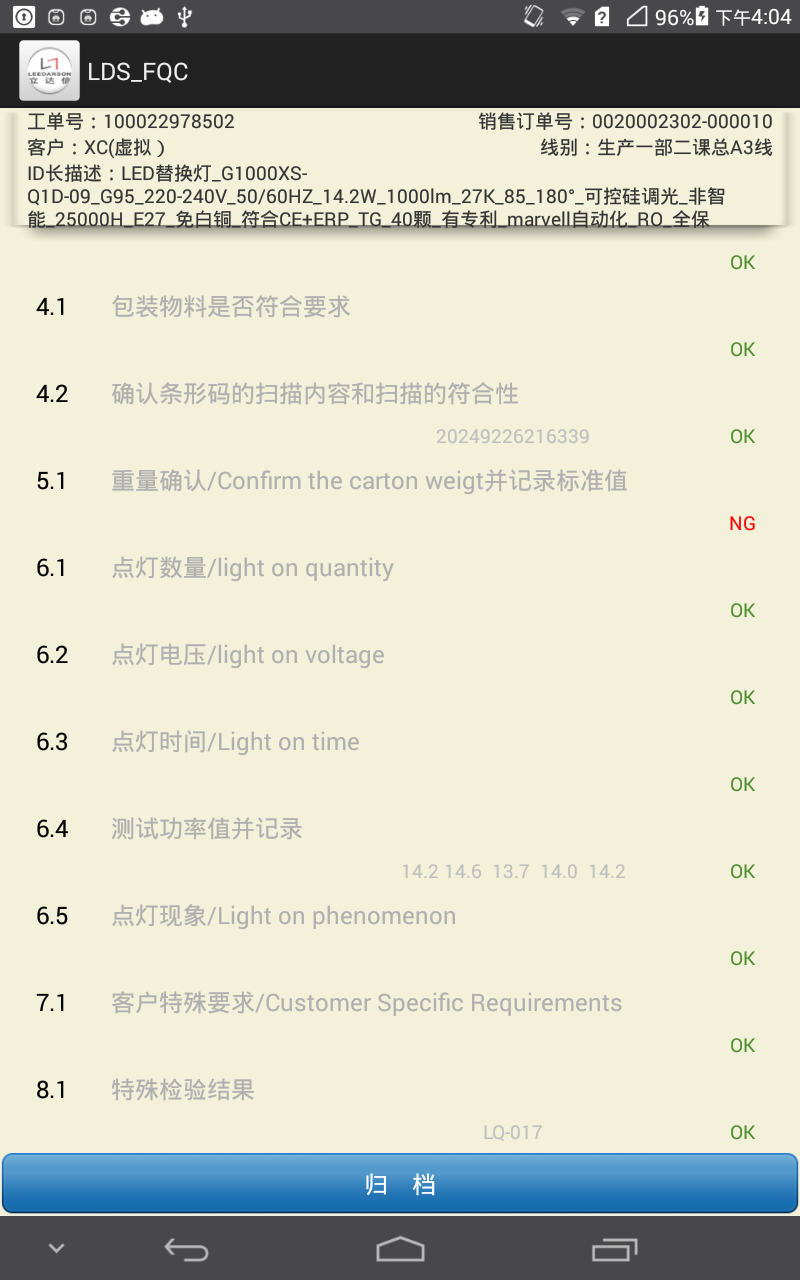 96% 下午4:04
LEEDARSON
立达信
LDS_FQC
工单号：100022978502
销售订单号：0020002302-000010
客户：XC(虚拟）
线别：生产一部二课总A3线
ID长描述：LED替换灯_G1000XS-
Q1D-09_G95_220-240V_50/60HZ_14.2W_1000lm_27K_85_180°_可控硅调光_非智
能_25000H_E27_免白铜_符合CE+ERP_TG_40颗_有专利_marvell自动化_RO_全保
OK
4.1 包装物料是否符合要求
OK
4.2 确认条形码的扫描内容和扫描的符合性
20249226216339 OK
5.1 重量确认/Confirm the carton weigt并记录标准值
NG
6.1 点灯数量/light on quantity
OK
6.2 点灯电压/light on voltage
OK
6.3 点灯时间/Light on time
OK
6.4 测试功率值并记录
14.2 14.6 13.7 14.0 14.2 OK
6.5 点灯现象/Light on phenomenon
OK
7.1 客户特殊要求/Customer Specific Requirements
OK
8.1 特殊检验结果
LQ-017 OK
归 档